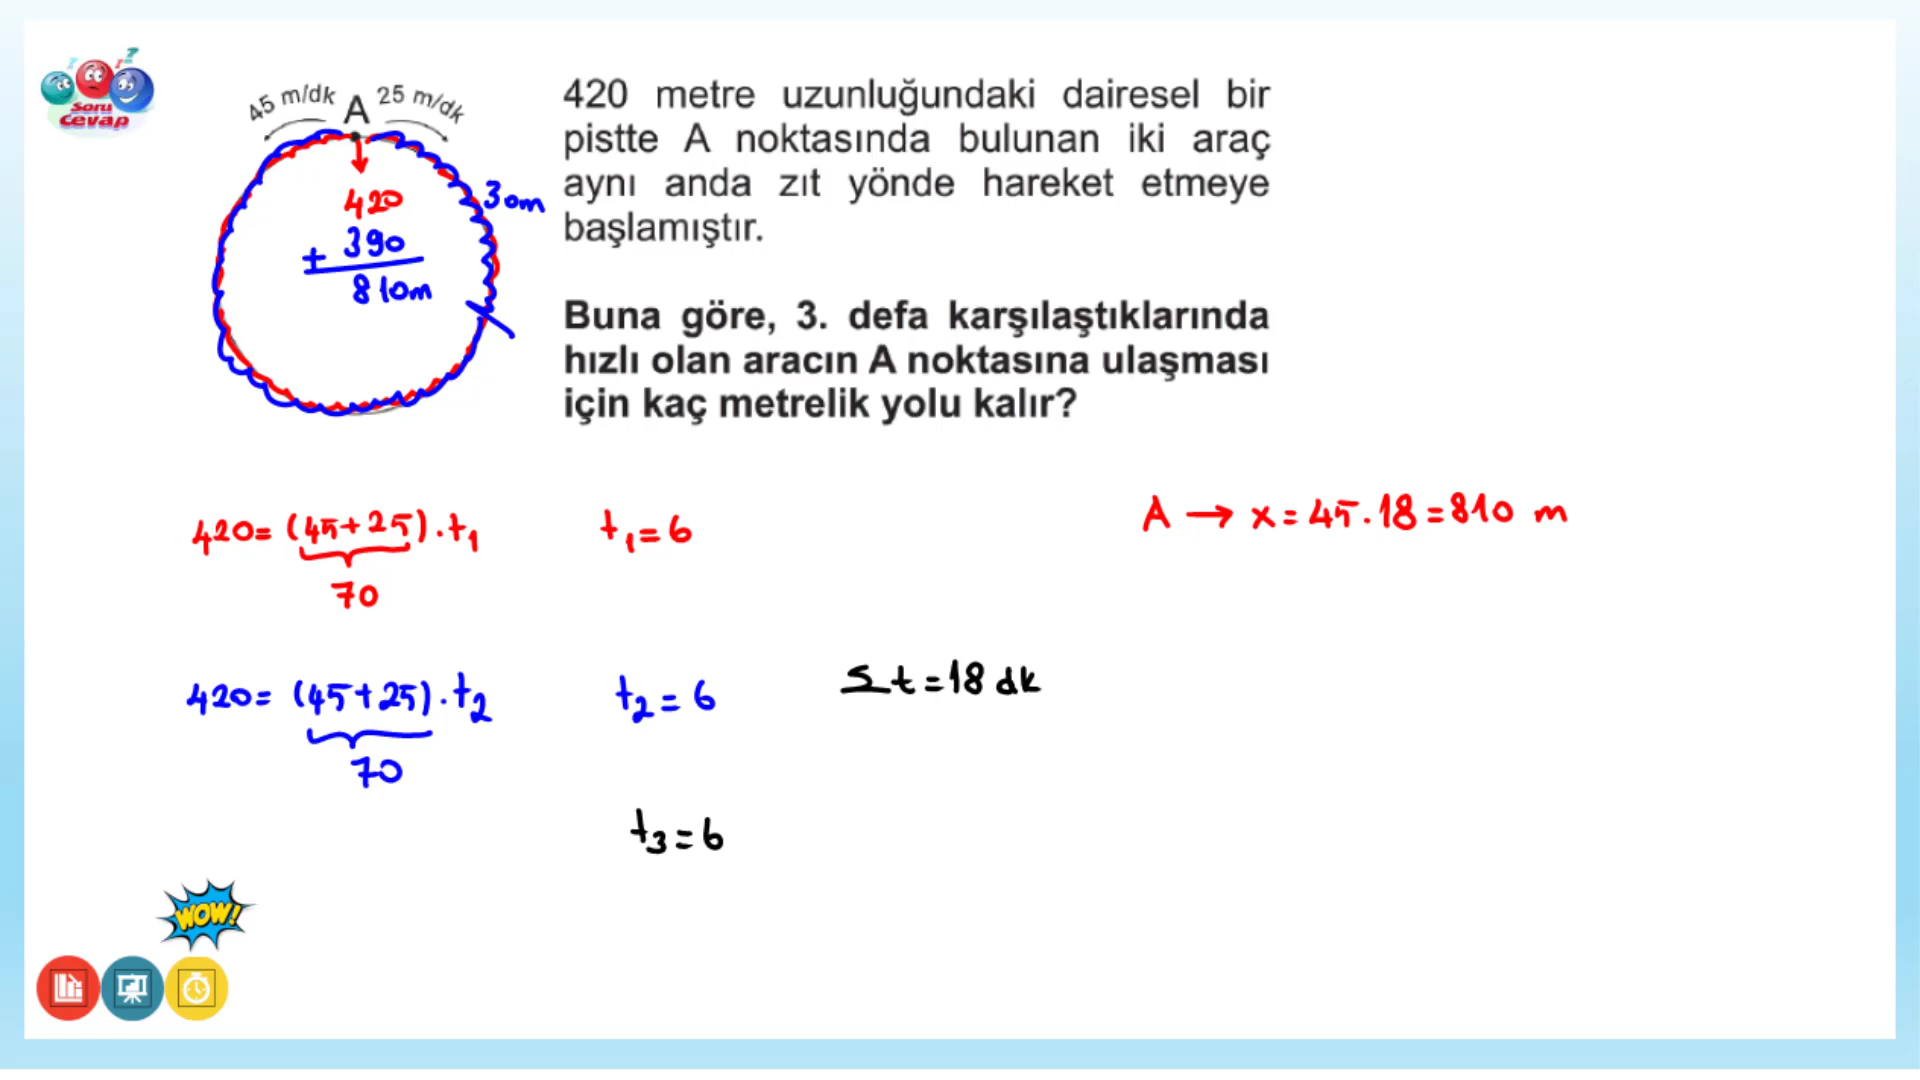 Soru
Cevap
45 m/dk A 25 m/dk
420
+ 390
810m
30m
420 metre uzunluğundaki dairesel bir
pistte A noktasında bulunan iki araç
aynı anda zıt yönde hareket etmeye
başlamıştır.
Buna göre, 3. defa karşılaştıklarında
hızlı olan aracın A noktasına ulaşması
için kaç metrelik yolu kalır?
420 = (45+25).t₁ t₁ = 6
70
A → x = 45.18 = 810 m
420 = (45+25).t₂ t₂ = 6
70
Σt = 18 dk
t₃ = 6
WOW!